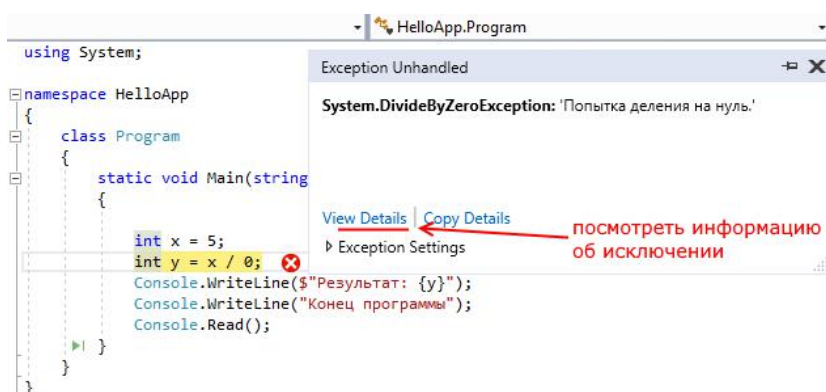 HelloApp.Program
using System;
namespace HelloApp
{
class Program
{
static void Main(string
{
int x = 5;
int y = x / 0;
Console.WriteLine($"Результат: {y}");
Console.WriteLine("Конец программы");
Console.Read();
}
}
}
Exception Unhandled
System.DivideByZeroException: 'Попытка деления на нуль.'
View Details | Copy Details
Exception Settings
посмотреть информацию
об исключении